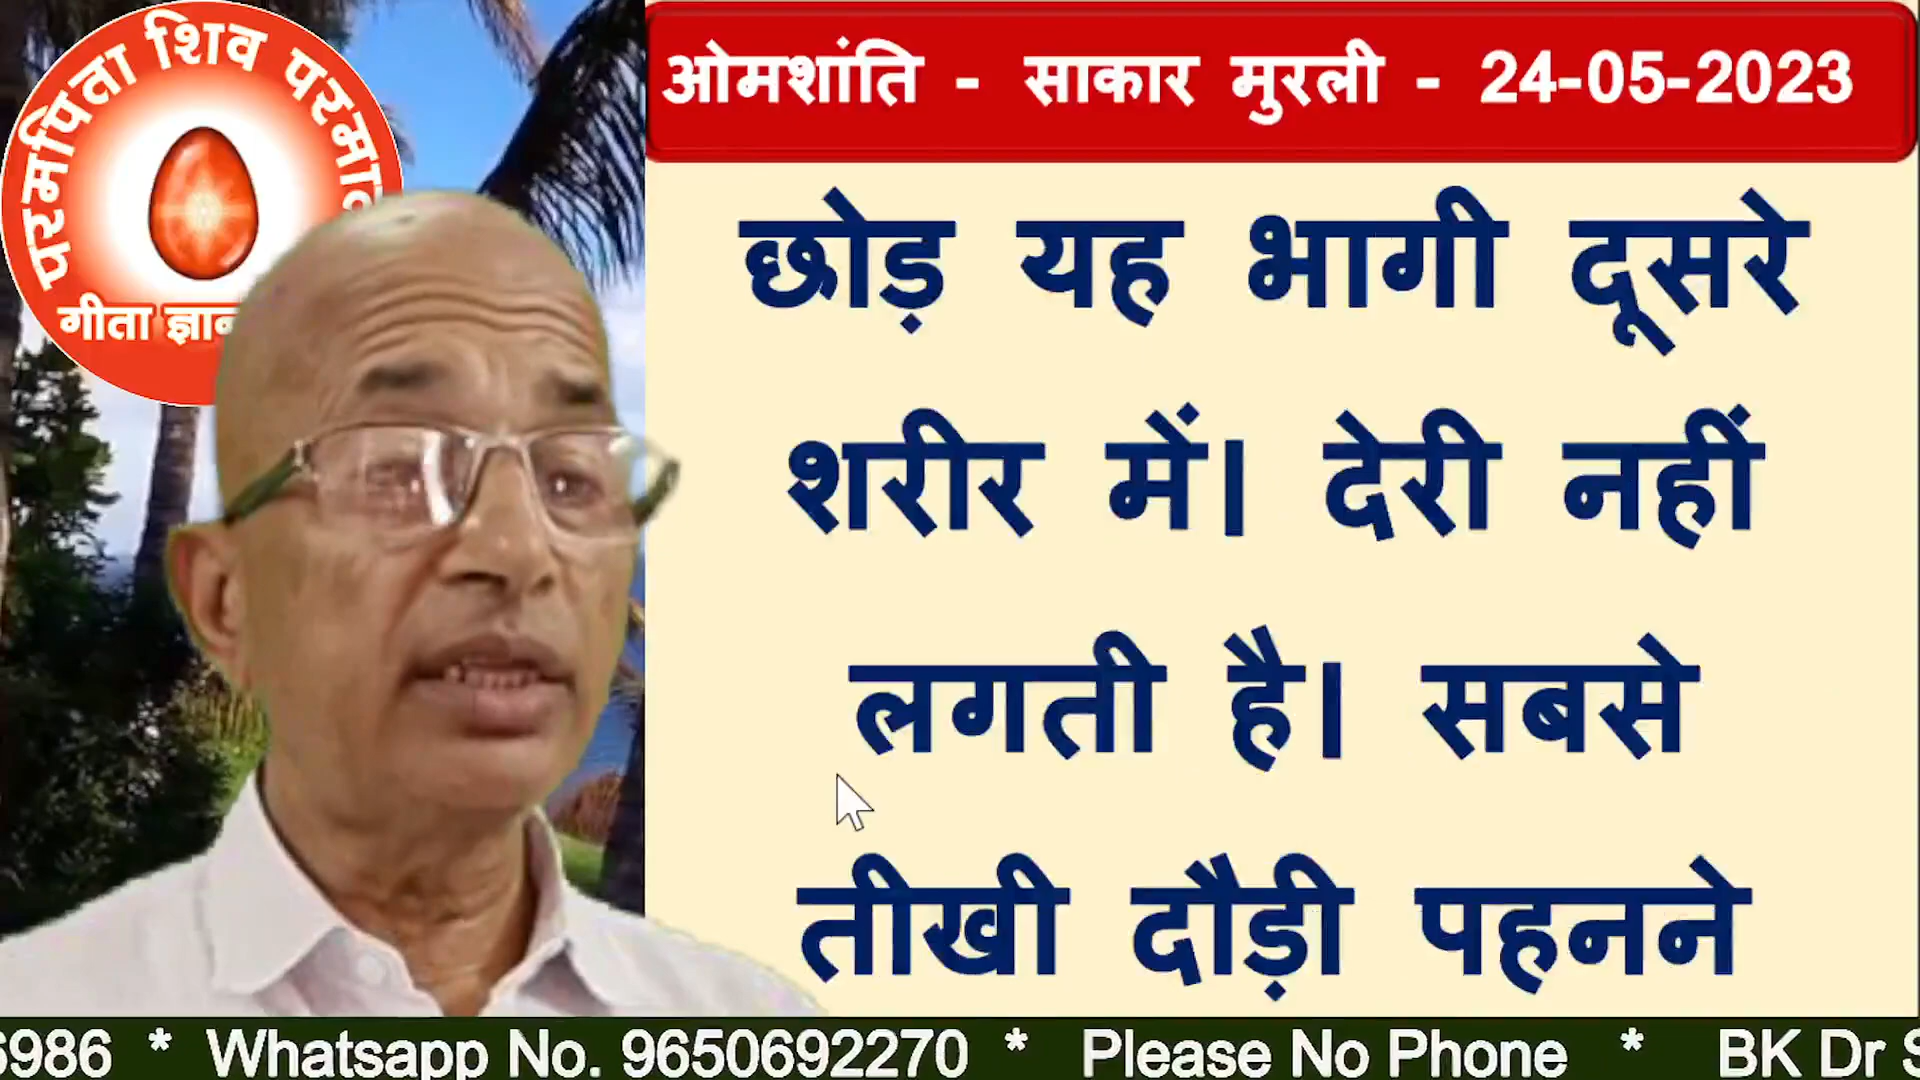 परमपिता शिव
गीता
ओमशांति - साकार मुरली - 24-05-2023
छोड़ यह भागी दूसरे
शरीर में। देरी नहीं
लगती है। सबसे
तीखी दौड़ी पहनने
6986 * Whatsapp No. 9650692270 * Please No Phone * BK Dr